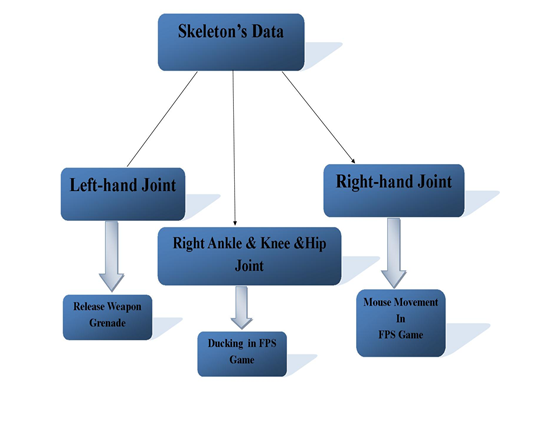 Skeleton's Data
Left-hand Joint
Right Ankle & Knee &Hip
Joint
Right-hand Joint
Release Weapon
Grenade
Ducking in FPS
Game
Mouse Movement
In
FPS Game